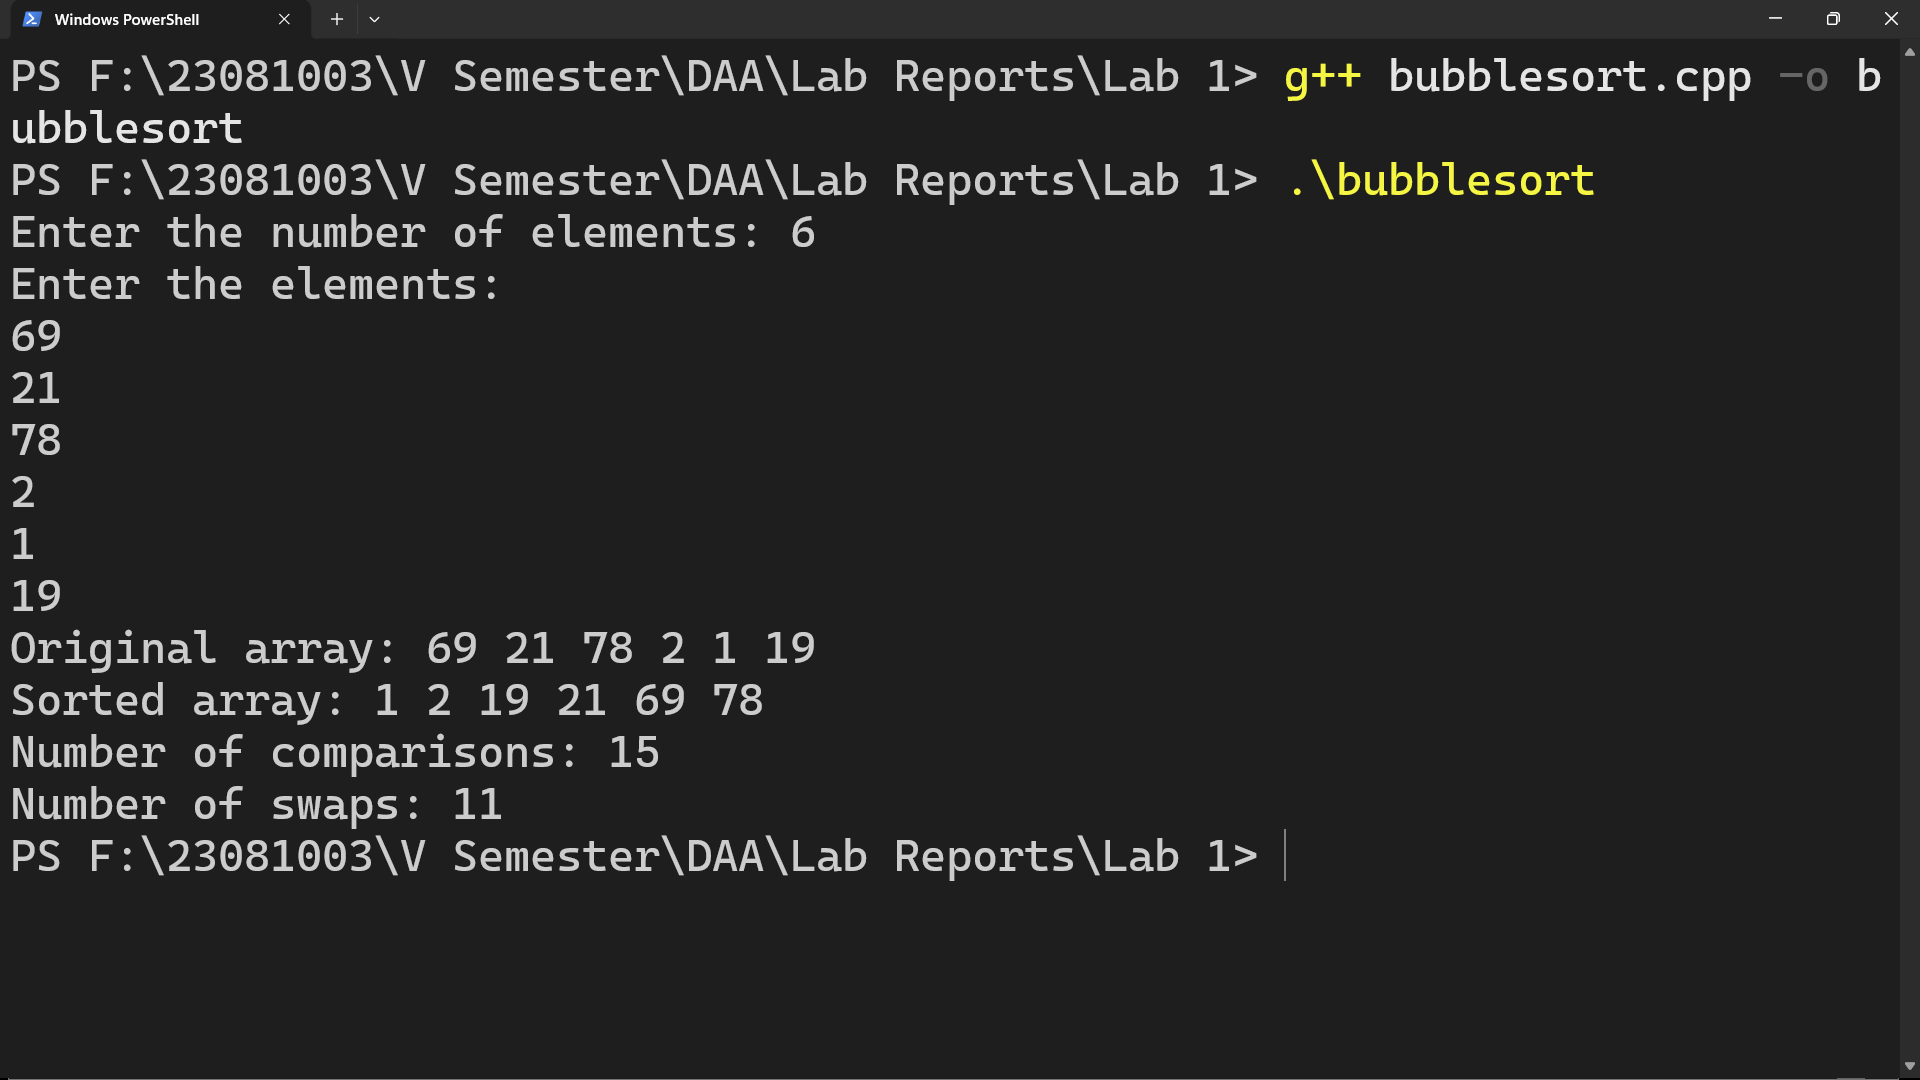 Windows PowerShell
PS F:\23081003\V Semester\DAA\Lab Reports\Lab 1> g++ bubblesort.cpp -o b
ubblesort
PS F:\23081003\V Semester\DAA\Lab Reports\Lab 1> .\bubblesort
Enter the number of elements: 6
Enter the elements:
69
21
78
2
1
19
Original array: 69 21 78 2 1 19
Sorted array: 1 2 19 21 69 78
Number of comparisons: 15
Number of swaps: 11
PS F:\23081003\V Semester\DAA\Lab Reports\Lab 1>